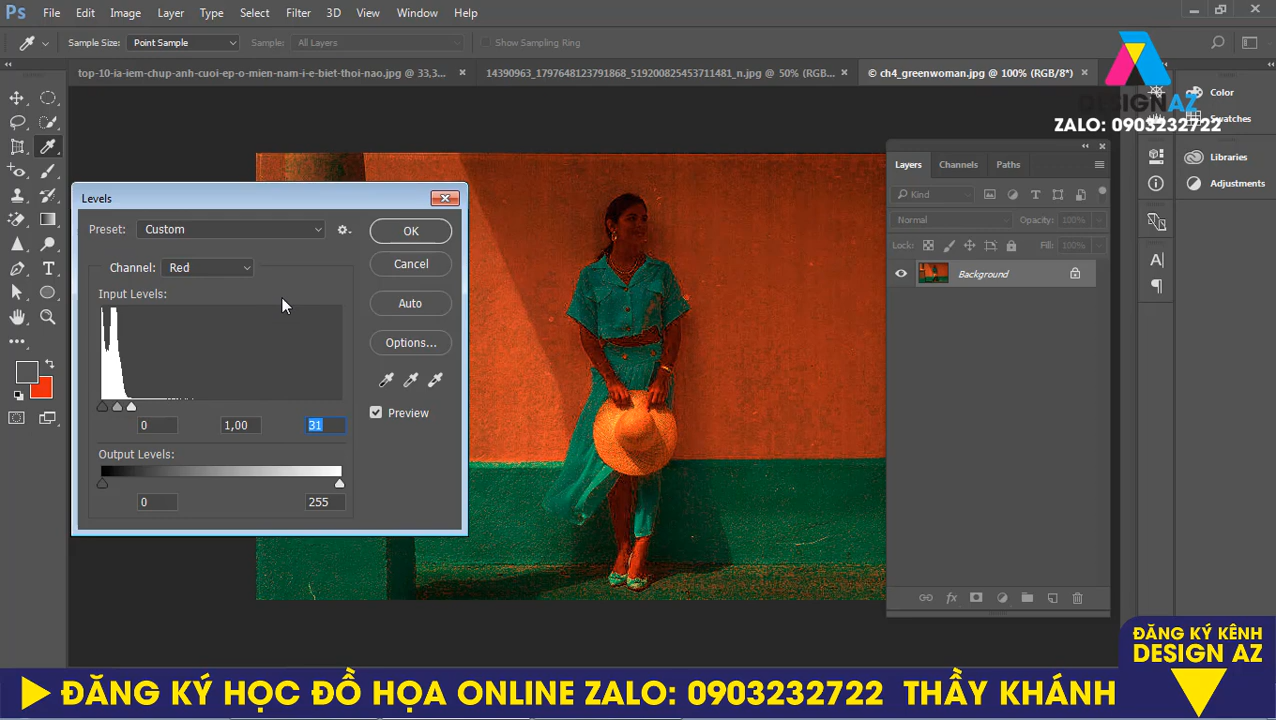 Ps File Edit Image Layer Type Select Filter 3D View Window Help
Sample Size: Point Sample Sample: All Layers Show Sampling Ring
top-10-ia-iem-chup-anh-cuoi-ep-o-mien-nam-i-e-biet-thoi-nao.jpg @ 33,3... 14390963_1797648123791868_519200825453711481_n.jpg @ 50% (RGB... © ch4_greenwoman.jpg @ 100% (RGB/8*)
DESIGNAZ
ZALO: 0903232722
Color
Swatches
Libraries
Adjustments
Layers Channels Paths
Kind
Normal Opacity: 100%
Lock: Fill: 100%
Background
Levels
Preset: Custom
OK
Channel: Red
Cancel
Input Levels:
Auto
Options...
Preview
0 1,00 31
Output Levels:
0 255
ĐĂNG KÝ KÊNH
DESIGN AZ
ĐĂNG KÝ HỌC ĐỒ HỌA ONLINE ZALO: 0903232722 THẦY KHÁNH